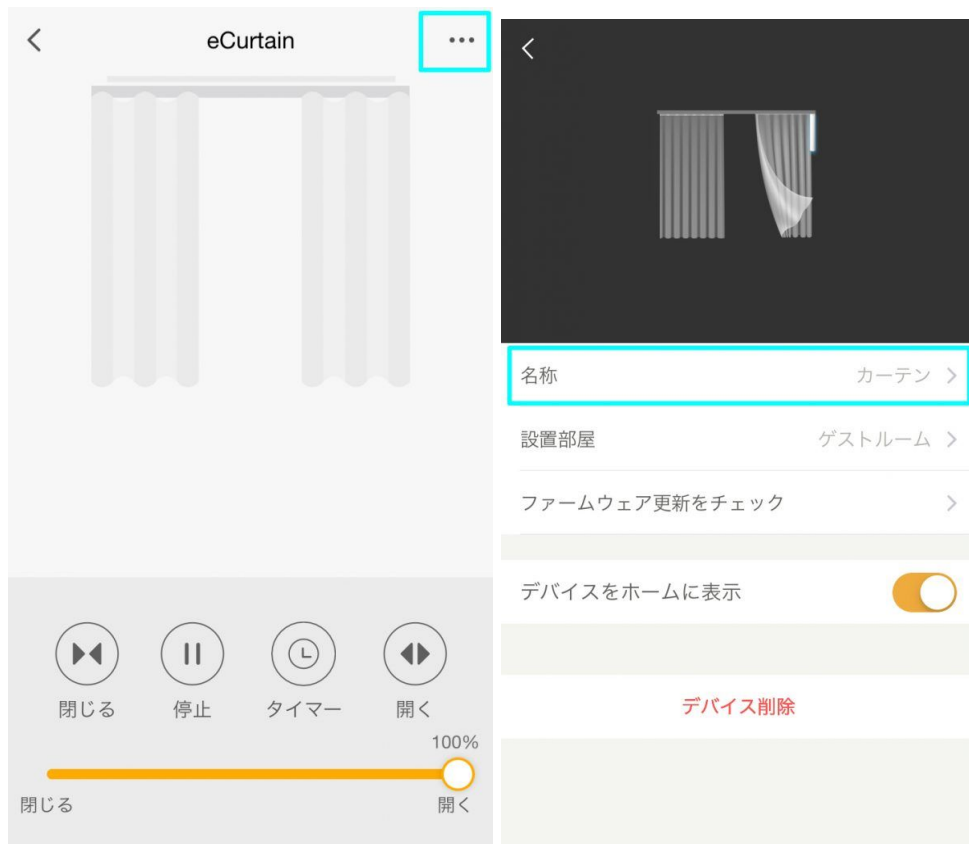 eCurtain
閉じる
停止
タイマー
開く
100%
閉じる
開く
名称
カーテン
設置部屋
ゲストルーム
ファームウェア更新をチェック
デバイスをホームに表示
デバイス削除